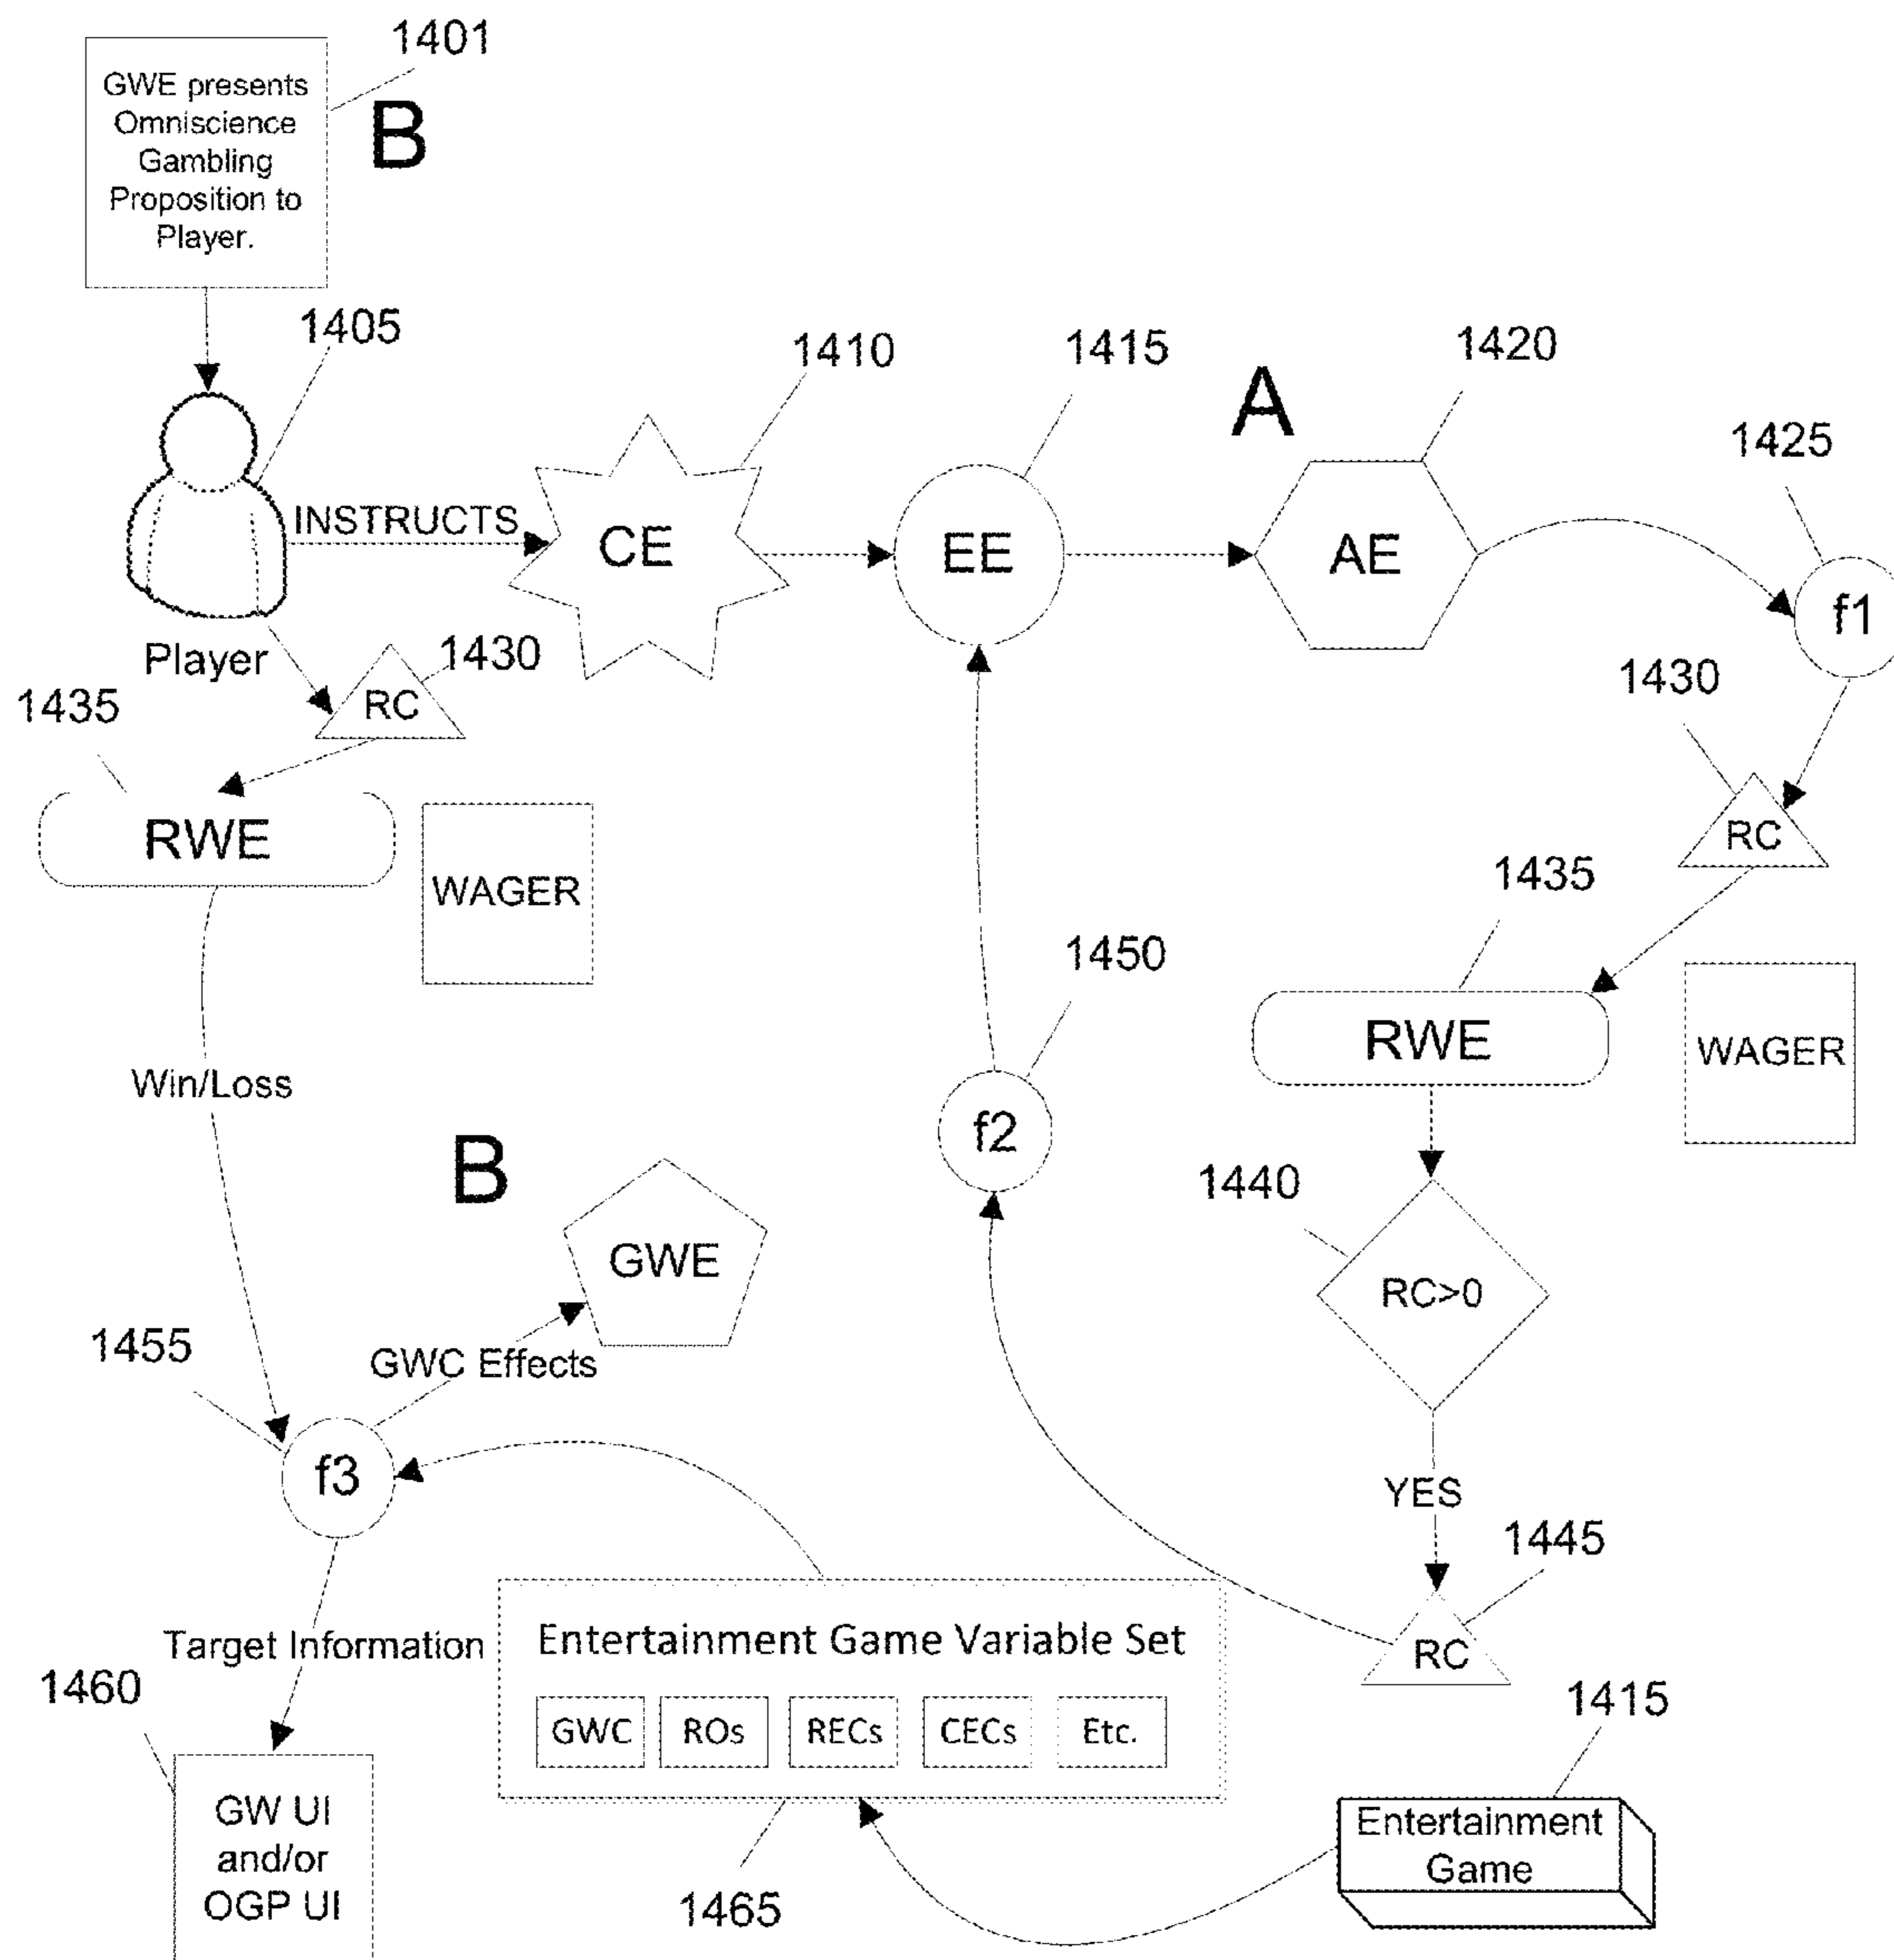 1401
GWE presents
Omniscience
Gambling
Proposition to
Player.
B
1405
1410
1415
1420
A
1425
INSTRUCTS
CE
EE
AE
f1
Player
1430
1430
1435
RC
RC
RWE
WAGER
1435
1450
RWE
WAGER
Win/Loss
f2
B
1440
GWE
RC>0
1455
GWC Effects
f3
YES
1445
Target Information
Entertainment Game Variable Set
RC
1460
GWC
ROs
RECs
CECs
Etc.
1415
GW UI
and/or
OGP UI
Entertainment
Game
1465